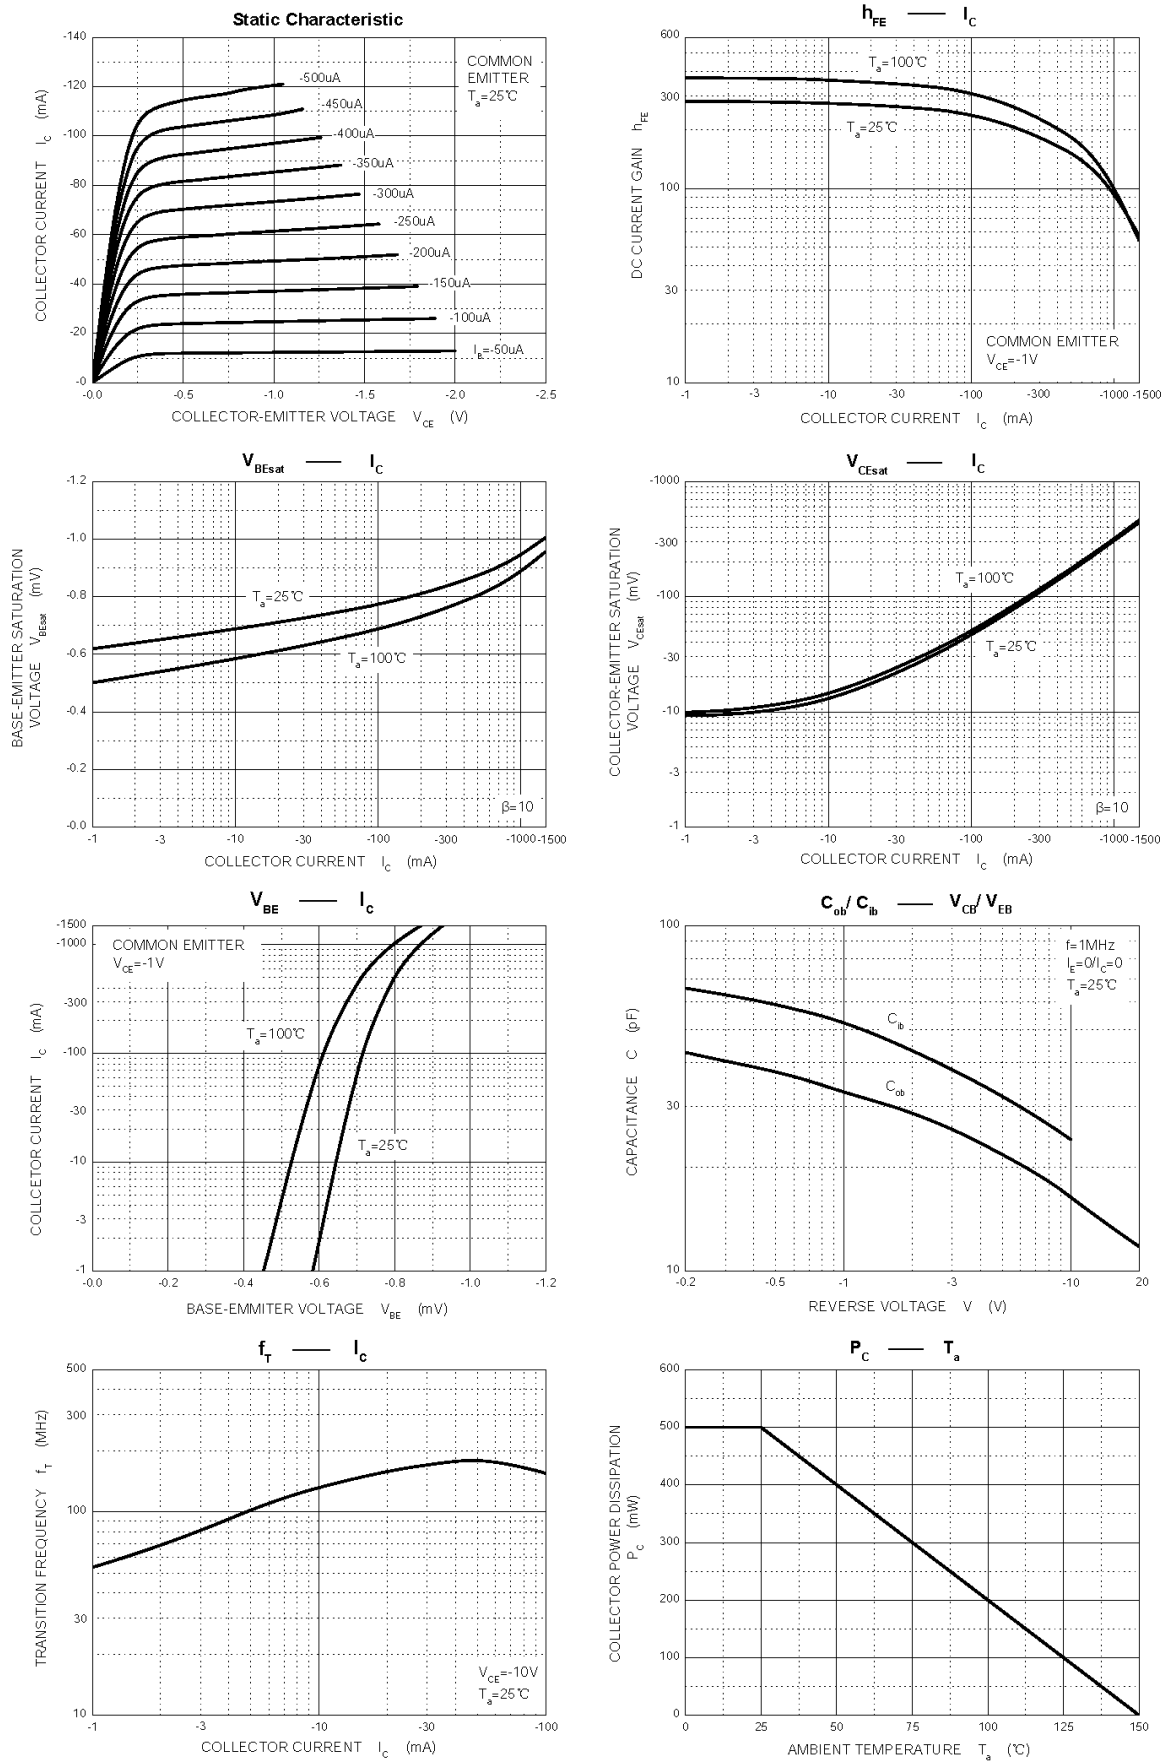 Static Characteristic
-140
-120
-100
-80
-60
-40
-20
-0
COLLECTOR CURRENT I_C (mA)
COMMON
EMITTER
T_a=25℃
-500uA
-450uA
-400uA
-350uA
-300uA
-250uA
-200uA
-150uA
-100uA
I_B=-50uA
-0.0 -0.5 -1.0 -1.5 -2.0 -2.5
COLLECTOR-EMITTER VOLTAGE V_CE (V)
h_FE —— I_C
600
300
100
30
10
DC CURRENT GAIN h_FE
T_a=100℃
T_a=25℃
COMMON EMITTER
V_CE=-1V
-1 -3 -10 -30 -100 -300 -1000 -1500
COLLECTOR CURRENT I_C (mA)
V_BEsat —— I_C
-1.2
-1.0
-0.8
-0.6
-0.4
-0.2
-0.0
BASE-EMITTER SATURATION
VOLTAGE V_BEsat (mV)
T_a=25℃
T_a=100℃
β=10
-1 -3 -10 -30 -100 -300 -1000 -1500
COLLECTOR CURRENT I_C (mA)
V_CEsat —— I_C
-1000
-300
-100
-30
-10
-3
-1
COLLECTOR-EMITTER SATURATION
VOLTAGE V_CEsat (mV)
T_a=100℃
T_a=25℃
β=10
-1 -3 -10 -30 -100 -300 -1000 -1500
COLLECTOR CURRENT I_C (mA)
V_BE —— I_C
-1500
-1000
-300
-100
-30
-10
-3
-1
COLLCETOR CURRENT I_C (mA)
COMMON EMITTER
V_CE=-1V
T_a=100℃
T_a=25℃
-0.0 -0.2 -0.4 -0.6 -0.8 -1.0 -1.2
BASE-EMMITER VOLTAGE V_BE (mV)
C_ob/ C_ib —— V_CB/ V_EB
100
30
10
CAPACITANCE C (pF)
f=1MHz
I_E=0/I_C=0
T_a=25℃
C_ib
C_ob
-0.2 -0.5 -1 -3 -10 20
REVERSE VOLTAGE V (V)
f_T —— I_C
500
300
100
30
10
TRANSITION FREQUENCY f_T (MHz)
V_CE=-10V
T_a=25℃
-1 -3 -10 -30 -100
COLLECTOR CURRENT I_C (mA)
P_C —— T_a
600
500
400
300
200
100
0
COLLECTOR POWER DISSIPATION
P_C (mW)
0 25 50 75 100 125 150
AMBIENT TEMPERATURE T_a (℃)